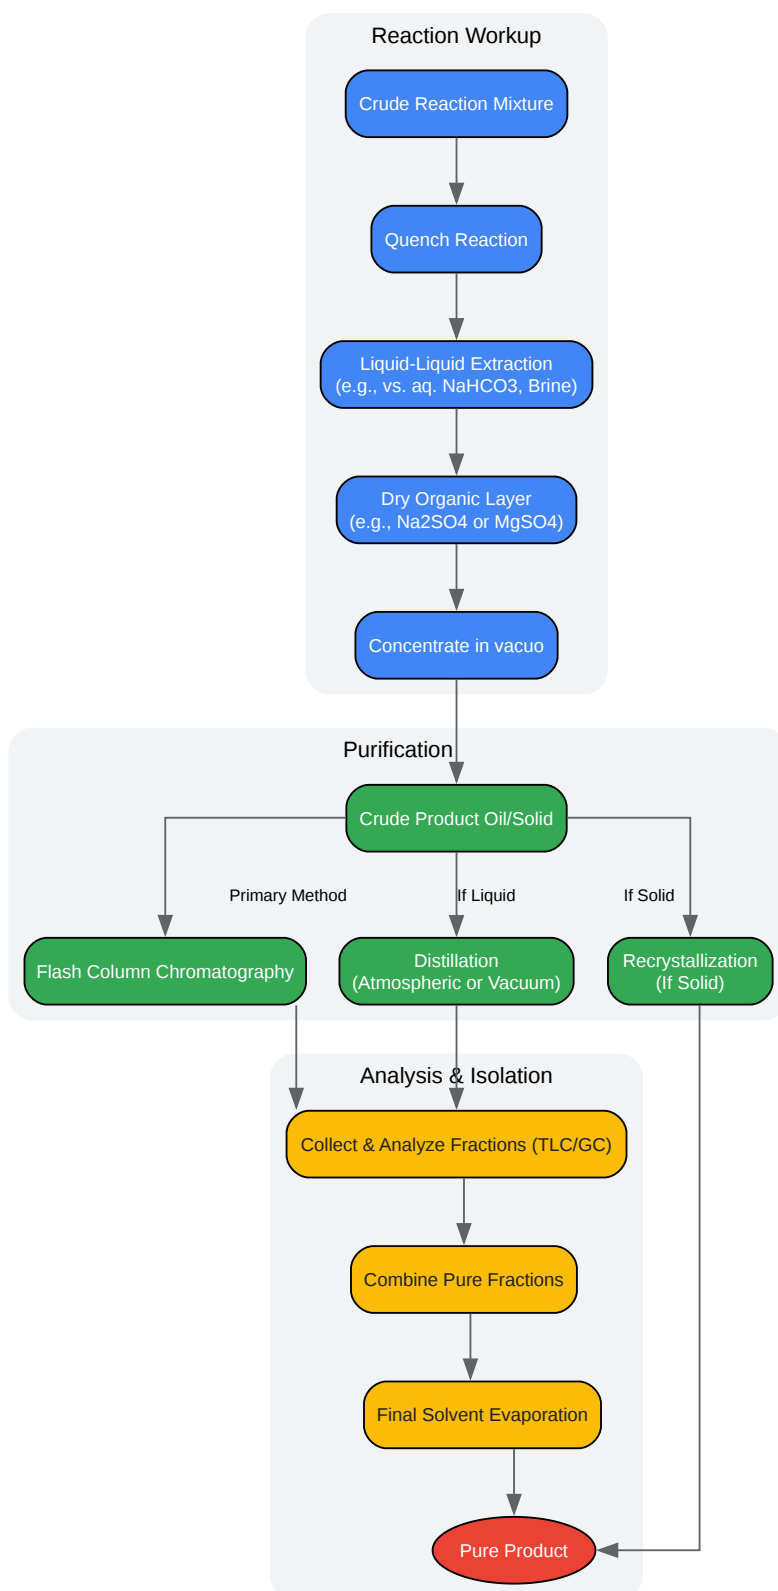 Reaction Workup
Crude Reaction Mixture
Quench Reaction
Liquid-Liquid Extraction
(e.g., vs. aq. NaHCO3, Brine)
Dry Organic Layer
(e.g., Na2SO4 or MgSO4)
Concentrate in vacuo
Purification
Crude Product Oil/Solid
Primary Method
If Liquid
If Solid
Flash Column Chromatography
Distillation
(Atmospheric or Vacuum)
Recrystallization
(If Solid)
Analysis & Isolation
Collect & Analyze Fractions (TLC/GC)
Combine Pure Fractions
Final Solvent Evaporation
Pure Product